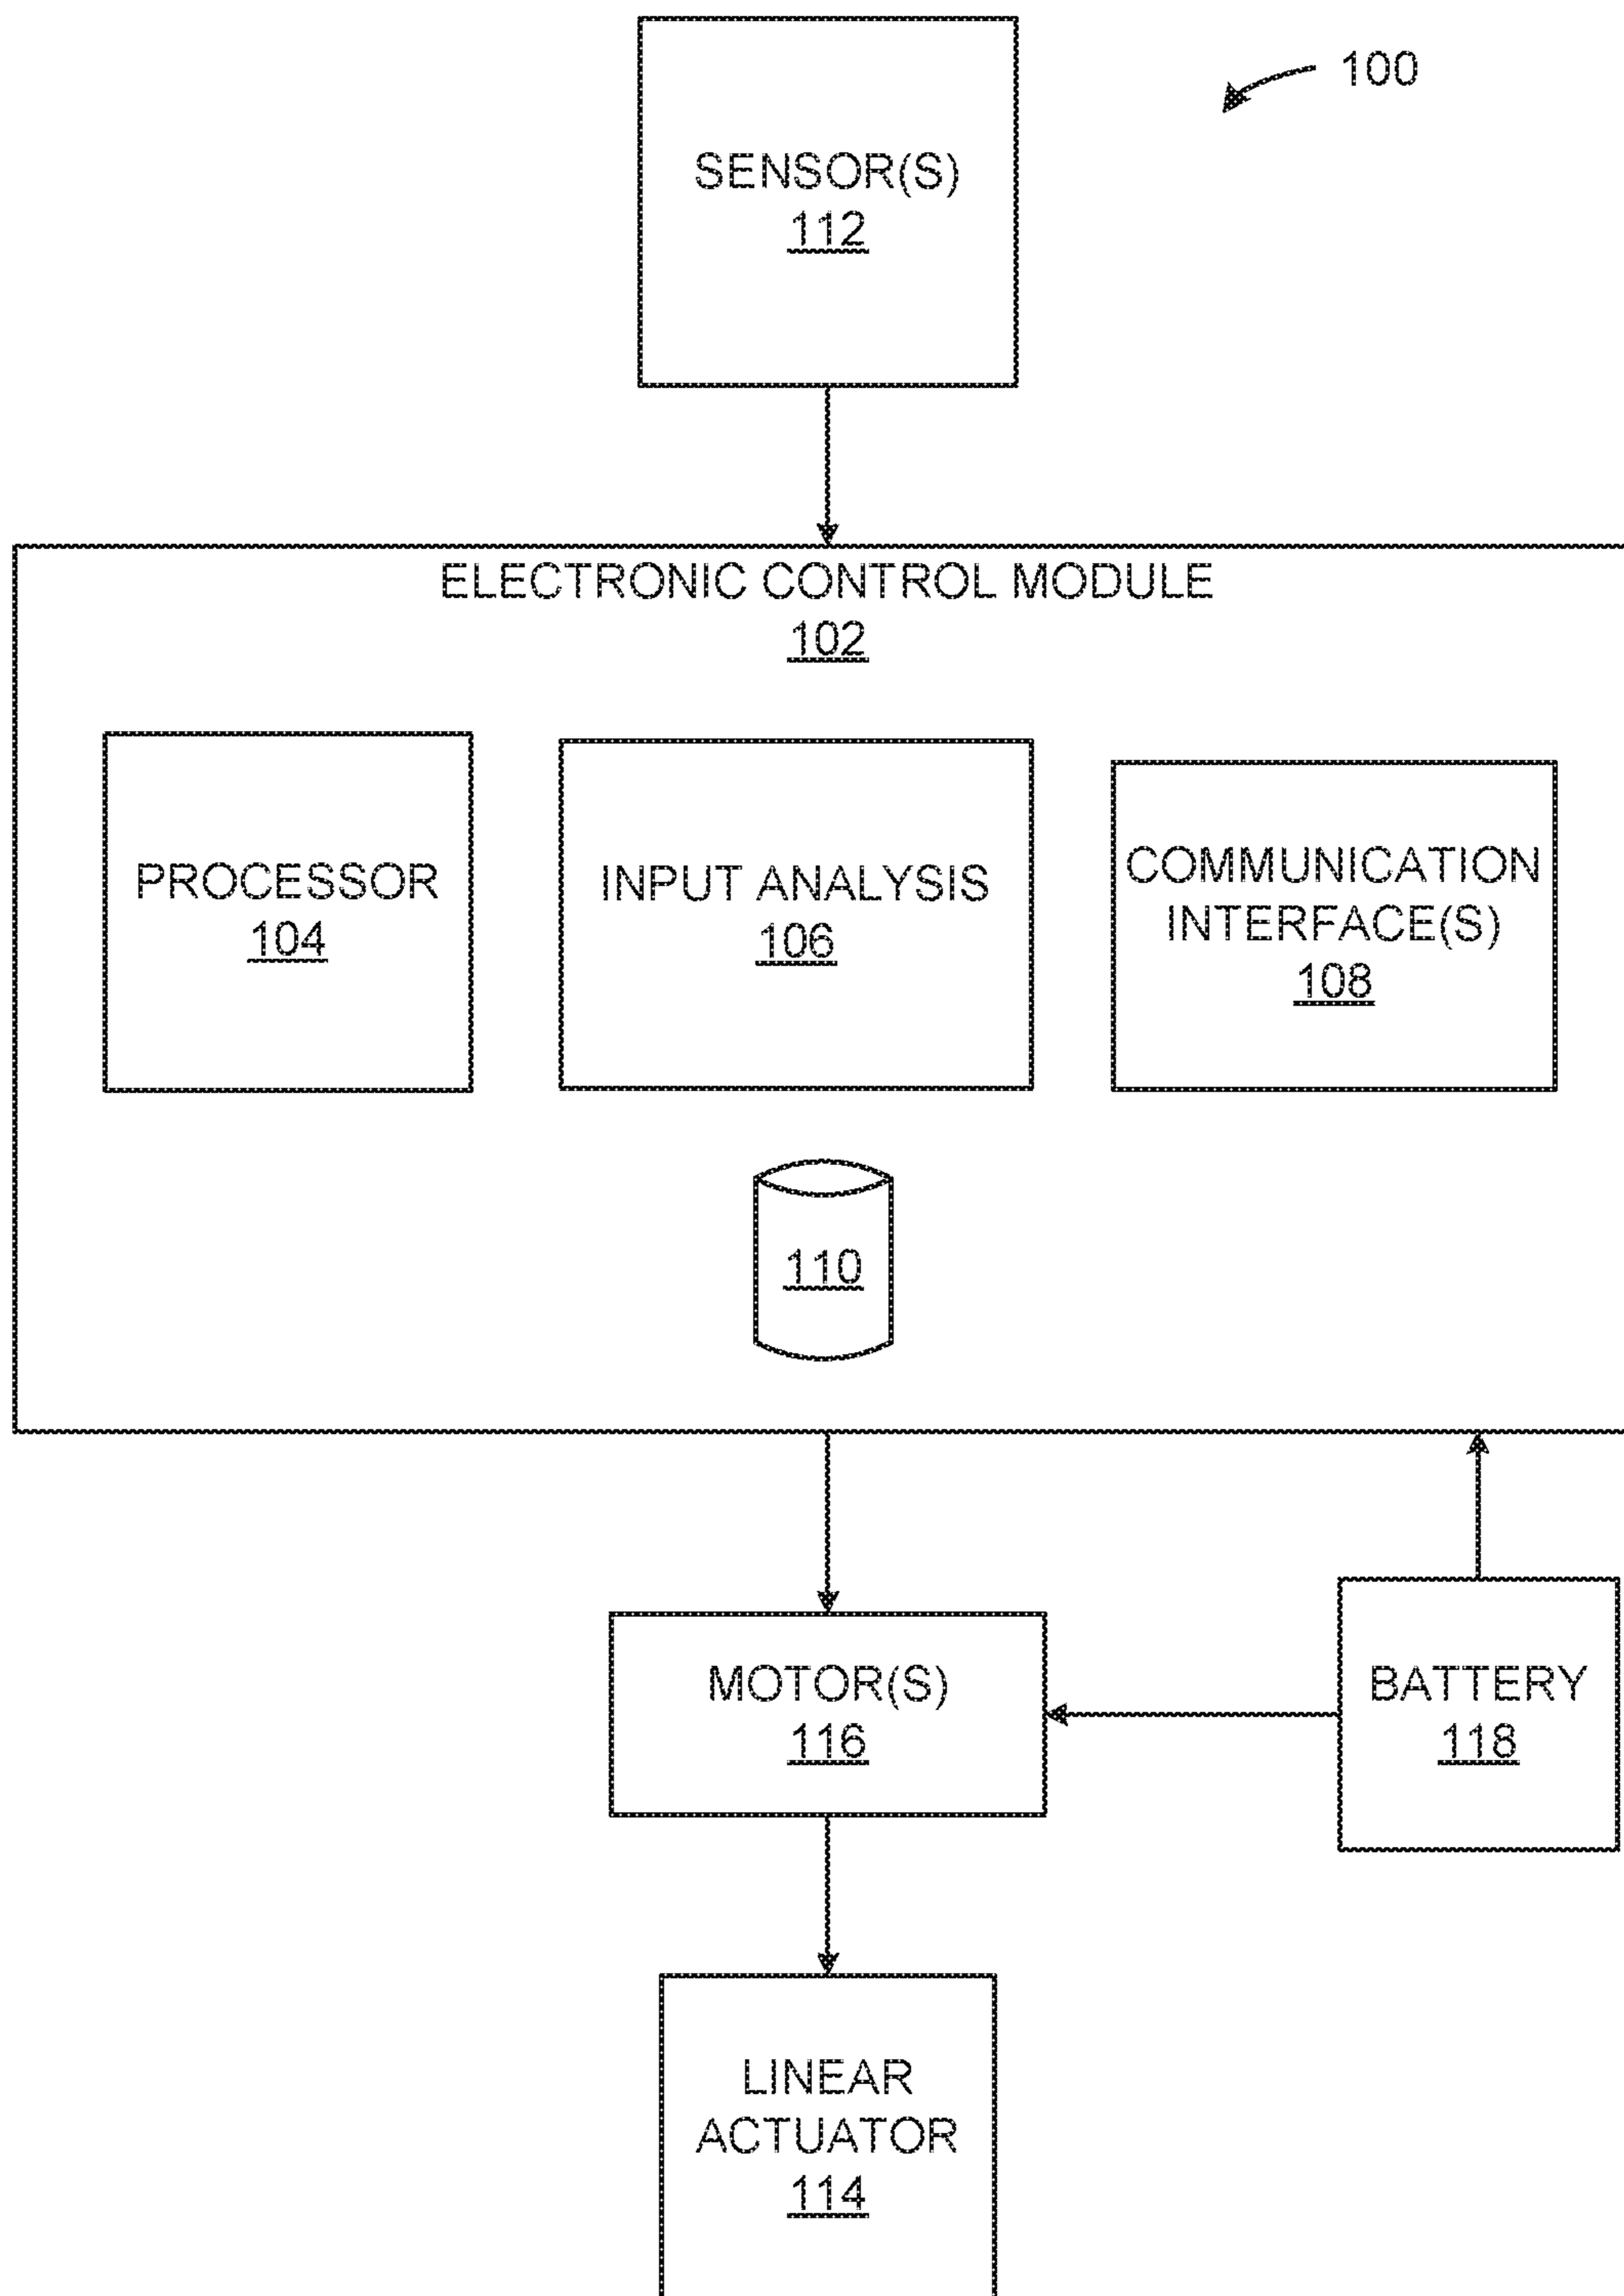 100
SENSOR(S)
112
ELECTRONIC CONTROL MODULE
102
PROCESSOR
104
INPUT ANALYSIS
106
COMMUNICATION
INTERFACE(S)
108
110
MOTOR(S)
116
BATTERY
118
LINEAR
ACTUATOR
114